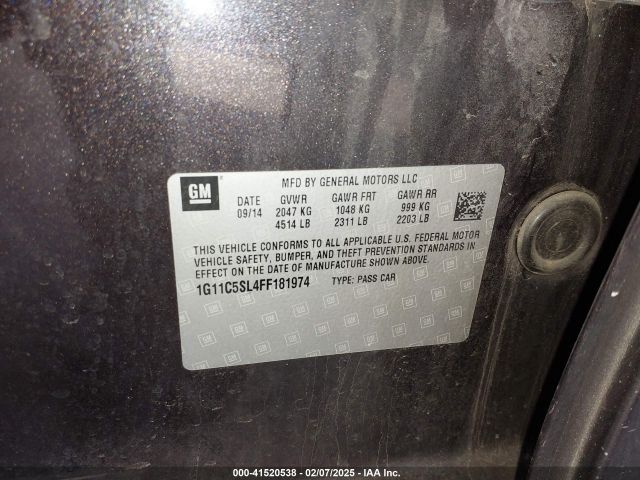 GM
MFD BY GENERAL MOTORS LLC
DATE GVWR GAWR FRT GAWR RR
09/14 2047 KG 1048 KG 999 KG
4514 LB 2311 LB 2203 LB
THIS VEHICLE CONFORMS TO ALL APPLICABLE U.S. FEDERAL MOTOR
VEHICLE SAFETY, BUMPER, AND THEFT PREVENTION STANDARDS IN
EFFECT ON THE DATE OF MANUFACTURE SHOWN ABOVE.
1G11C5SL4FF181974 TYPE: PASS CAR
000-41520538 - 02/07/2025 - IAA Inc.